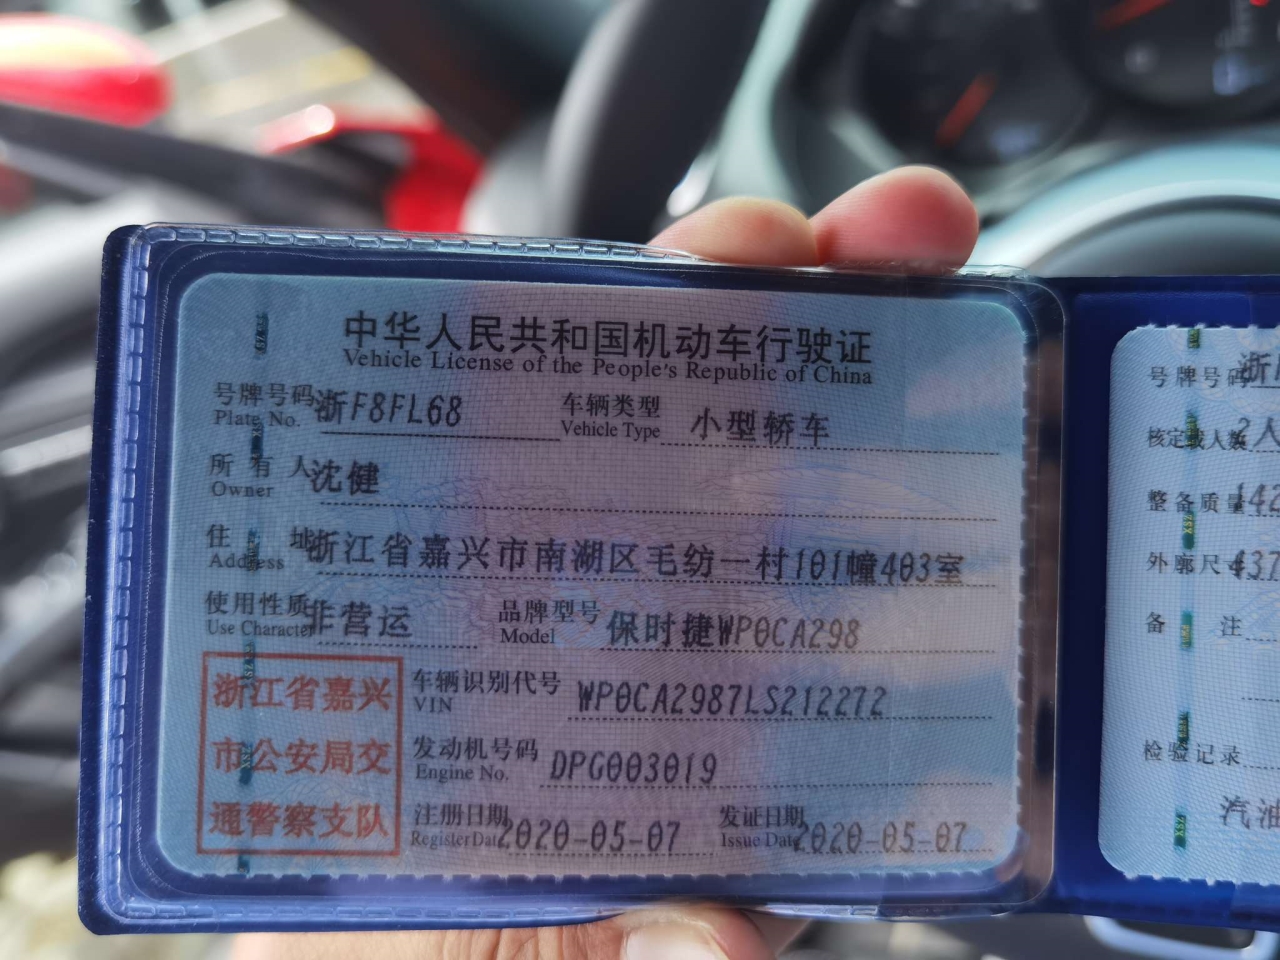 中华人民共和国机动车行驶证
Vehicle License of the People's Republic of China
号牌号码 浙F8FL68 车辆类型 小型轿车
Plate No. Vehicle Type
所有人 沈健
Owner
住址 浙江省嘉兴市南湖区毛纺一村101幢403室
Address
使用性质 非营运 品牌型号 保时捷WP0CA298
Use Character Model
浙江省嘉兴
市公安局交
通警察支队
车辆识别代号 WP0CA2987LS212272
VIN
发动机号码 DPG003019
Engine No.
注册日期 2020-05-07 发证日期 2020-05-07
Register Date Issue Date
号牌号码 浙
核定载人数 2人
整备质量 142
外廓尺 437
备注
检验记录
汽油